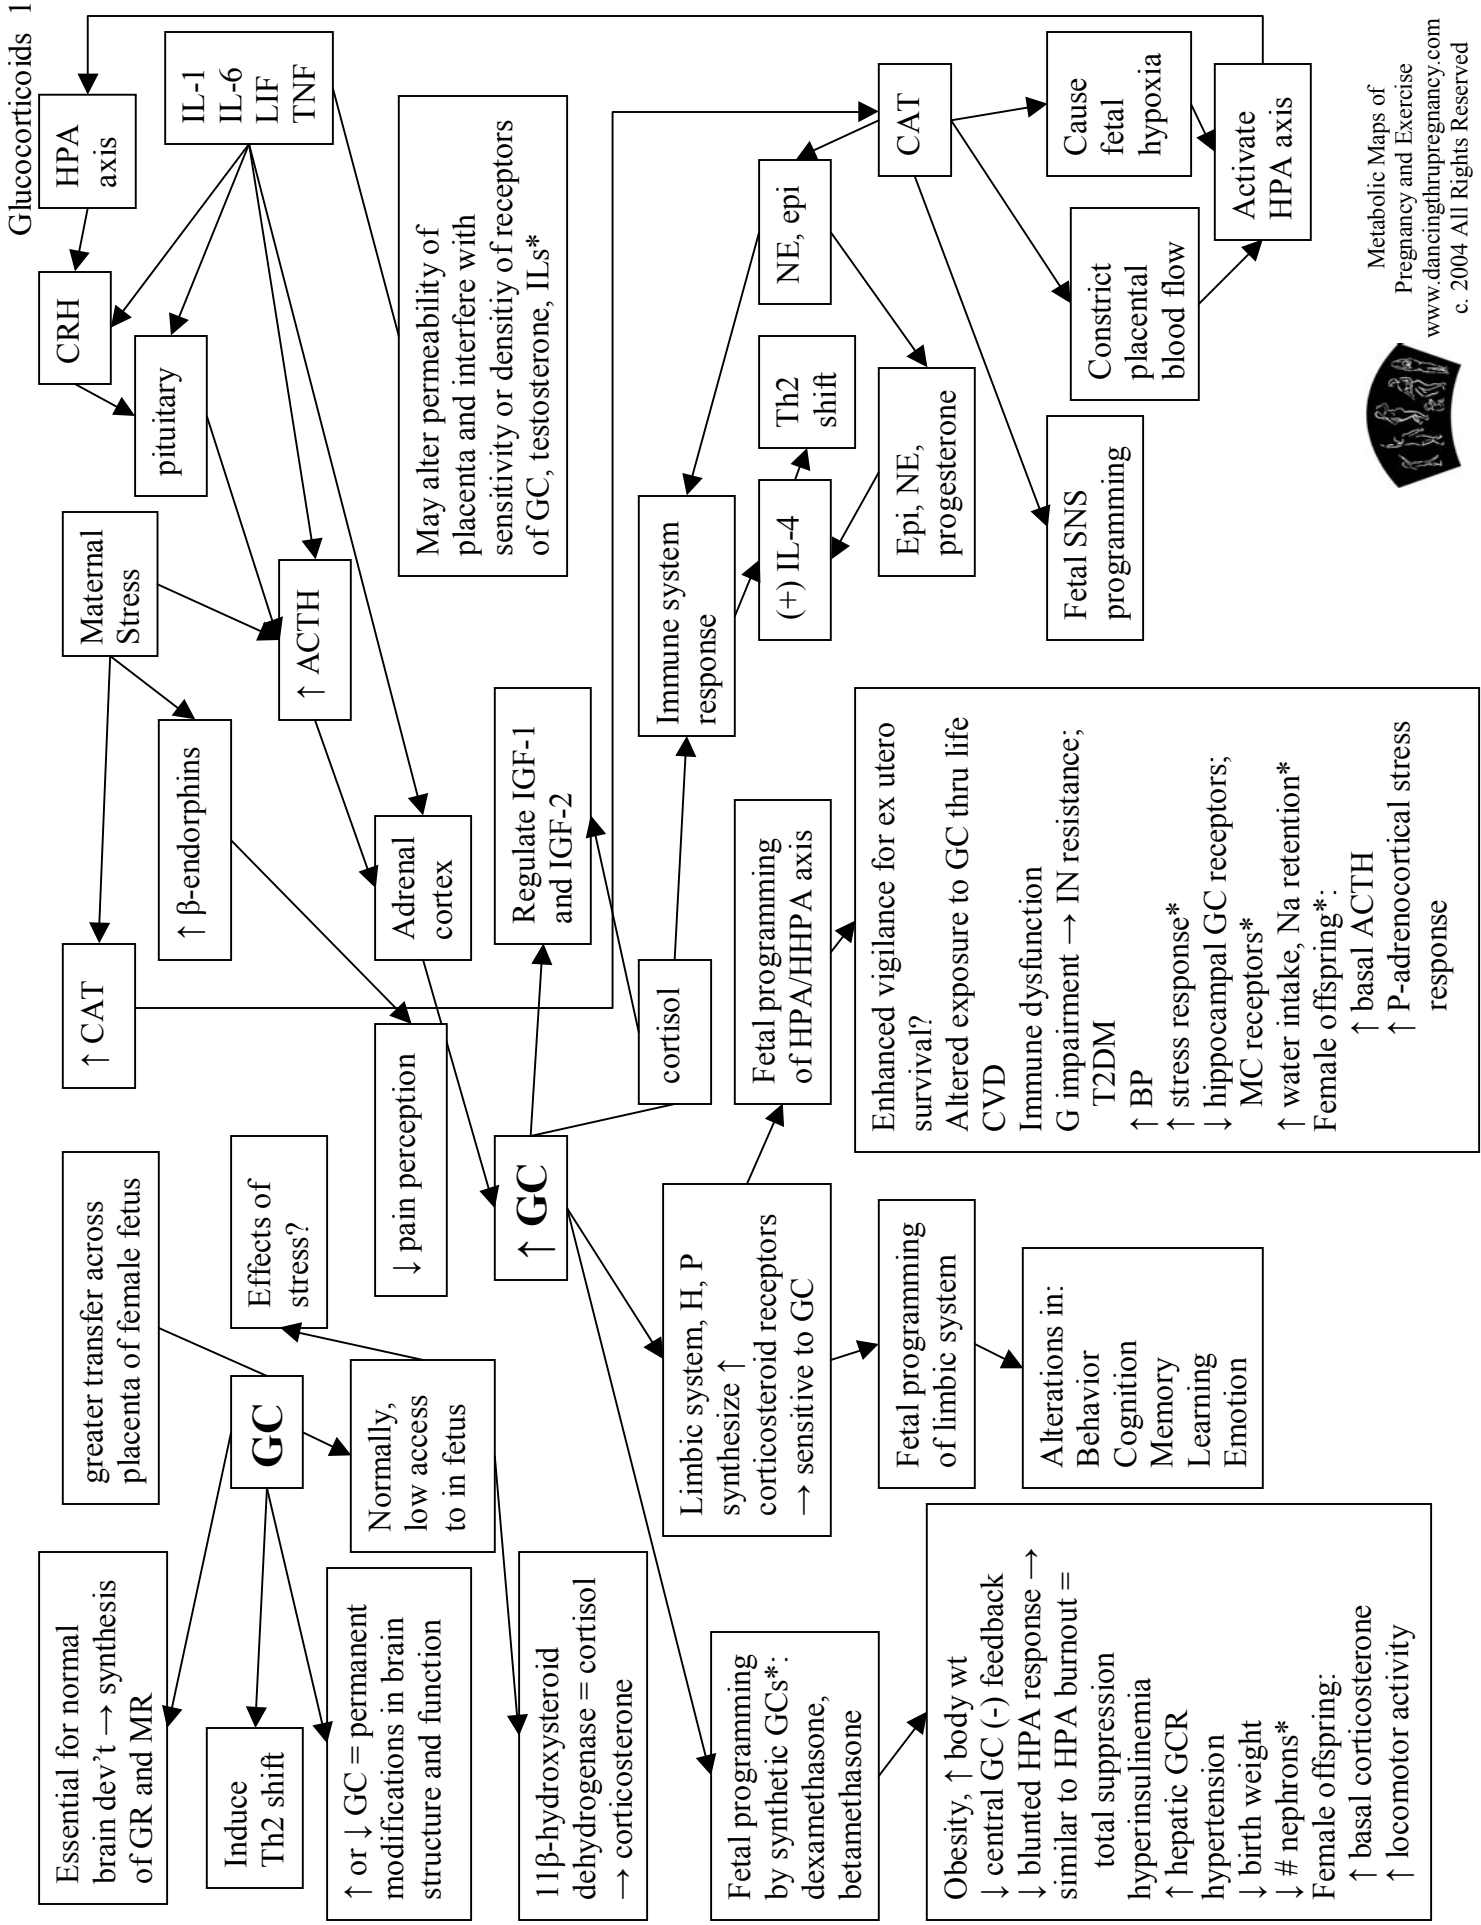 Glucocorticoids 1
Essential for normal
brain dev't → synthesis
of GR and MR
greater transfer across
placenta of female fetus
↑ CAT
Maternal
Stress
CRH
HPA
axis
Induce
Th2 shift
GC
Effects of
stress?
↑ β-endorphins
pituitary
IL-1
IL-6
LIF
TNF
↑ or ↓ GC = permanent
modifications in brain
structure and function
Normally,
low access
to in fetus
↓ pain perception
Adrenal
cortex
↑ ACTH
May alter permeability of
placenta and interfere with
sensitivity or densitiy of receptors
of GC, testosterone, ILs*
11β-hydroxysteroid
dehydrogenase = cortisol
→ corticosterone
↑ GC
Regulate IGF-1
and IGF-2
Limbic system, H, P
synthesize ↑
corticosteroid receptors
→ sensitive to GC
cortisol
Immune system
response
Fetal programming
by synthetic GCs*:
dexamethasone,
betamethasone
Fetal programming
of HPA/HHPA axis
(+) IL-4
Th2
shift
NE, epi
Fetal programming
of limbic system
Epi, NE,
progesterone
CAT
Obesity, ↑ body wt
↓ central GC (-) feedback
↓ blunted HPA response →
similar to HPA burnout =
total suppression
hyperinsulinemia
↑ hepatic GCR
hypertension
↓ birth weight
↓ # nephrons*
Female offspring:
↑ basal corticosterone
↑ locomotor activity
Alterations in:
Behavior
Cognition
Memory
Learning
Emotion
Enhanced vigilance for ex utero
survival?
Altered exposure to GC thru life
CVD
Immune dysfunction
G impairment → IN resistance;
T2DM
↑ BP
↑ stress response*
↓ hippocampal GC receptors;
MC receptors*
↑ water intake, Na retention*
Female offspring*:
↑ basal ACTH
↑ P-adrenocortical stress
response
Fetal SNS
programming
Constrict
placental
blood flow
Cause
fetal
hypoxia
Activate
HPA axis
Metabolic Maps of
Pregnancy and Exercise
www.dancingthrupregnancy.com
c. 2004 All Rights Reserved